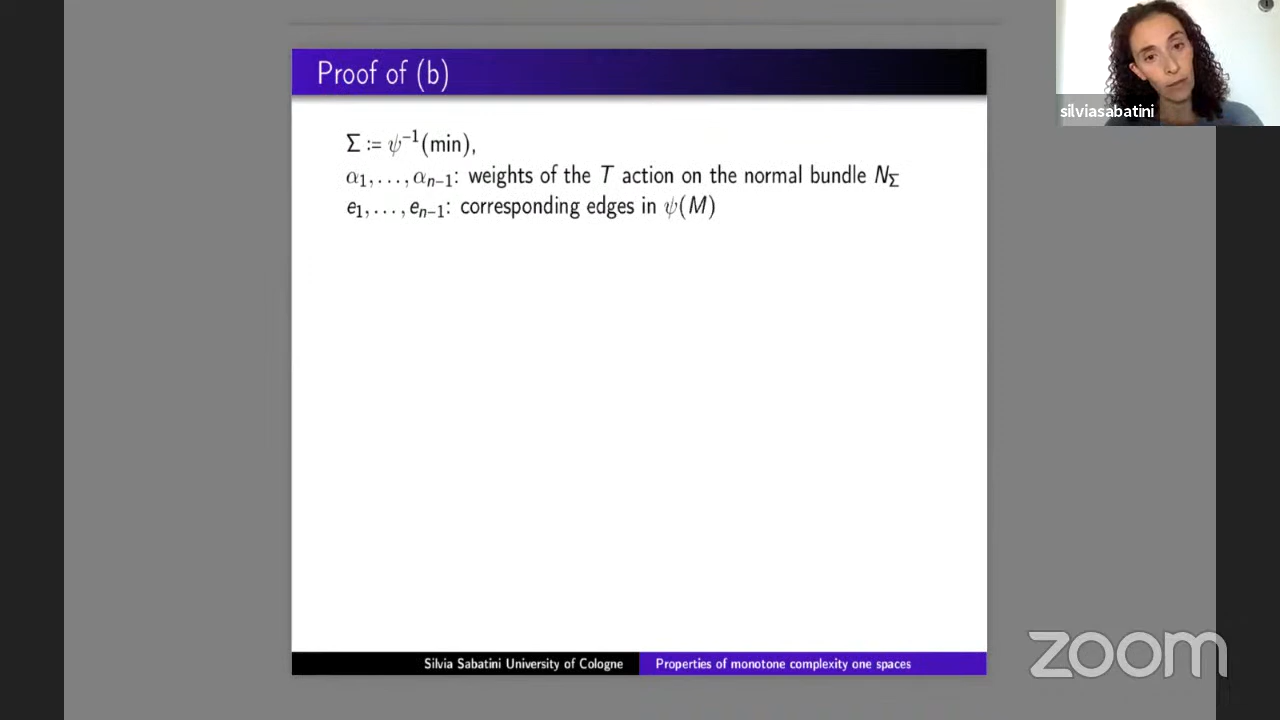 Proof of (b)
silviasabatini
Σ := ψ⁻¹(min),
α₁, . . . , αₙ₋₁: weights of the T action on the normal bundle N_Σ
e₁, . . . , eₙ₋₁: corresponding edges in ψ(M)
Silvia Sabatini University of Cologne
Properties of monotone complexity one spaces
zoom